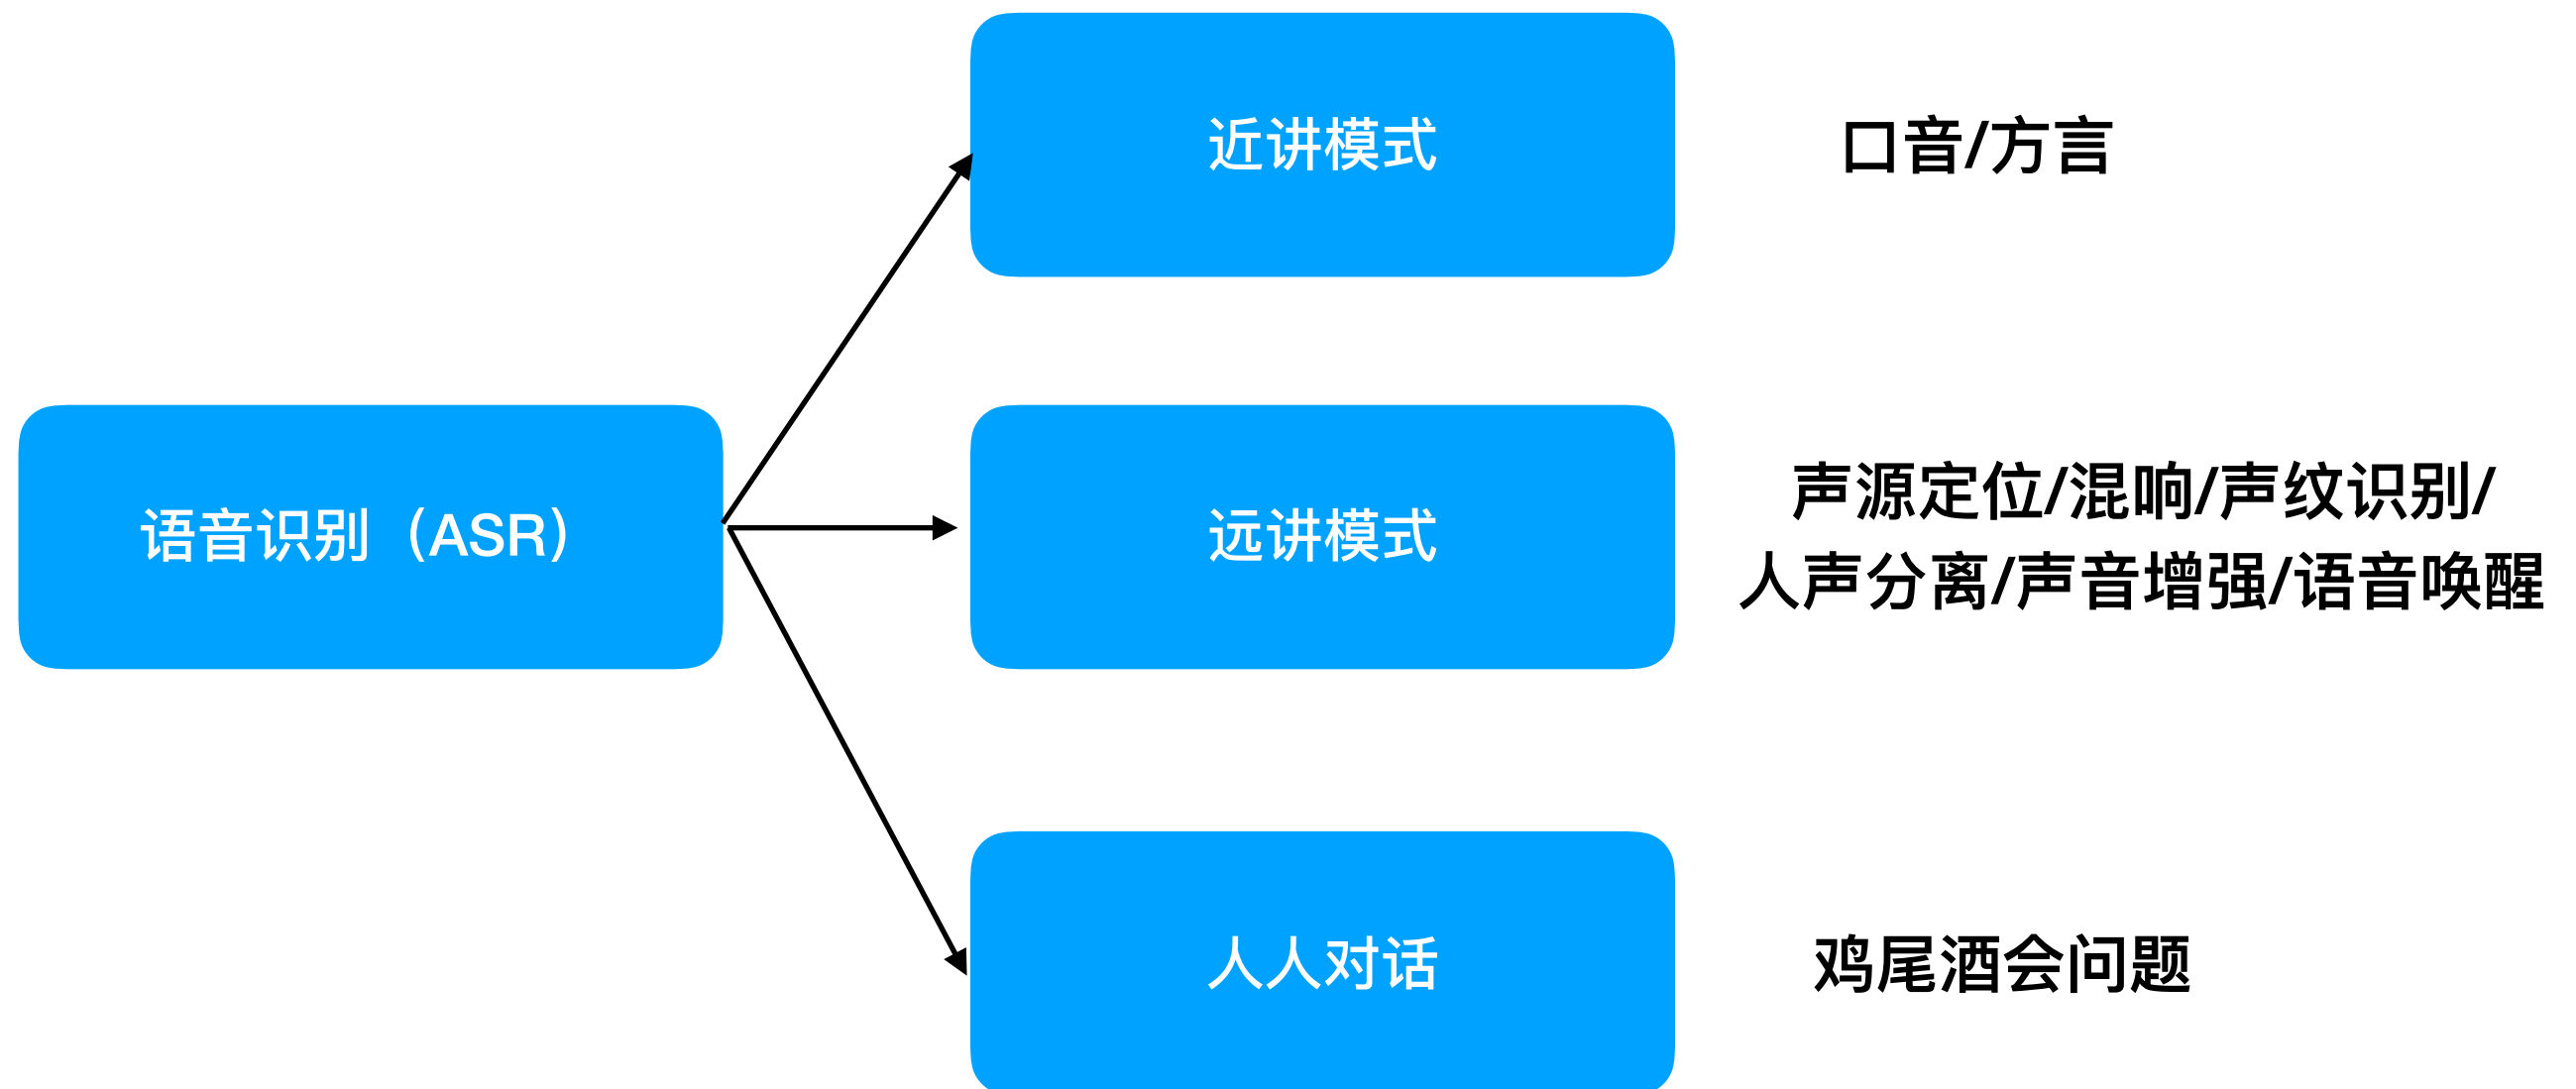 近讲模式
口音/方言
语音识别（ASR）
远讲模式
声源定位/混响/声纹识别/
人声分离/声音增强/语音唤醒
人人对话
鸡尾酒会问题